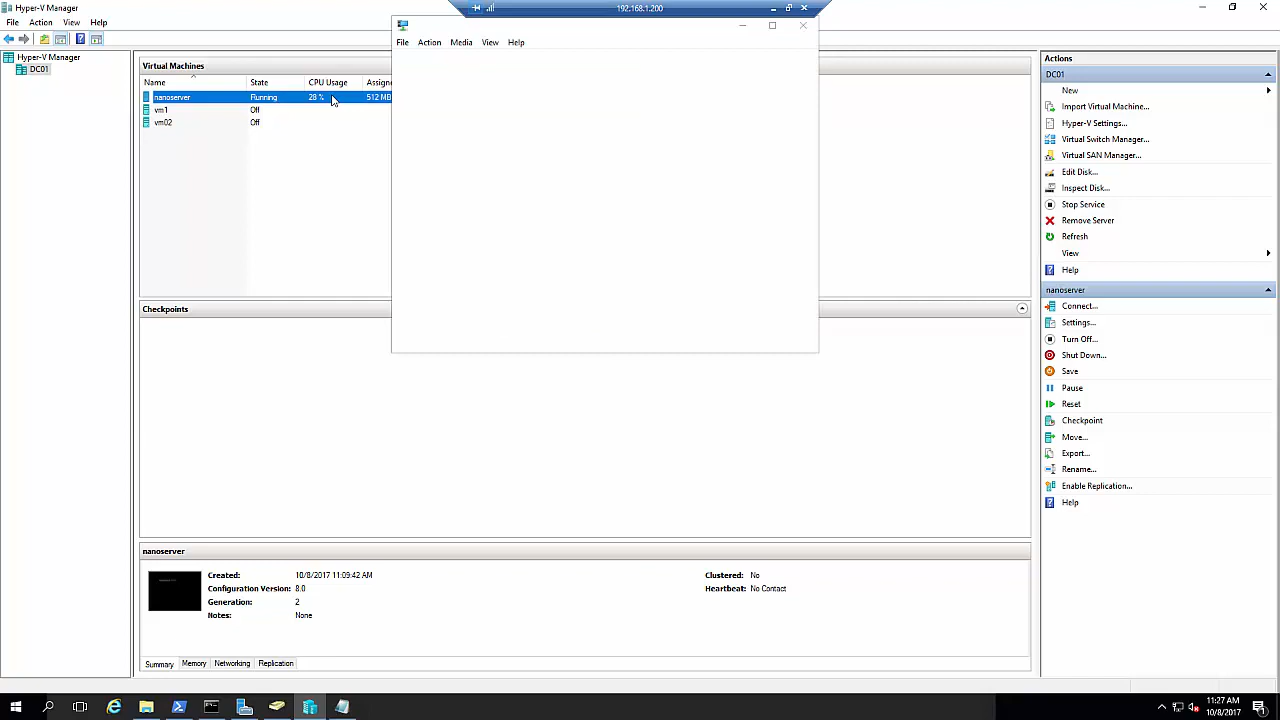 Hyper-V Manager
192.168.1.200
File Action View Help
File Action Media View Help
Hyper-V Manager
DC01
Virtual Machines
Name State CPU Usage Assigne
nanoserver Running 28 % 512 MB
vm1 Off
vm02 Off
Checkpoints
nanoserver
Created: 10/8/2017 11:09:42 AM
Configuration Version: 8.0
Generation: 2
Notes: None
Clustered: No
Heartbeat: No Contact
Summary Memory Networking Replication
Actions
DC01
New
Import Virtual Machine...
Hyper-V Settings...
Virtual Switch Manager...
Virtual SAN Manager...
Edit Disk...
Inspect Disk...
Stop Service
Remove Server
Refresh
View
Help
nanoserver
Connect...
Settings...
Turn Off...
Shut Down...
Save
Pause
Reset
Checkpoint
Move...
Export...
Rename...
Enable Replication...
Help
11:27 AM
10/8/2017